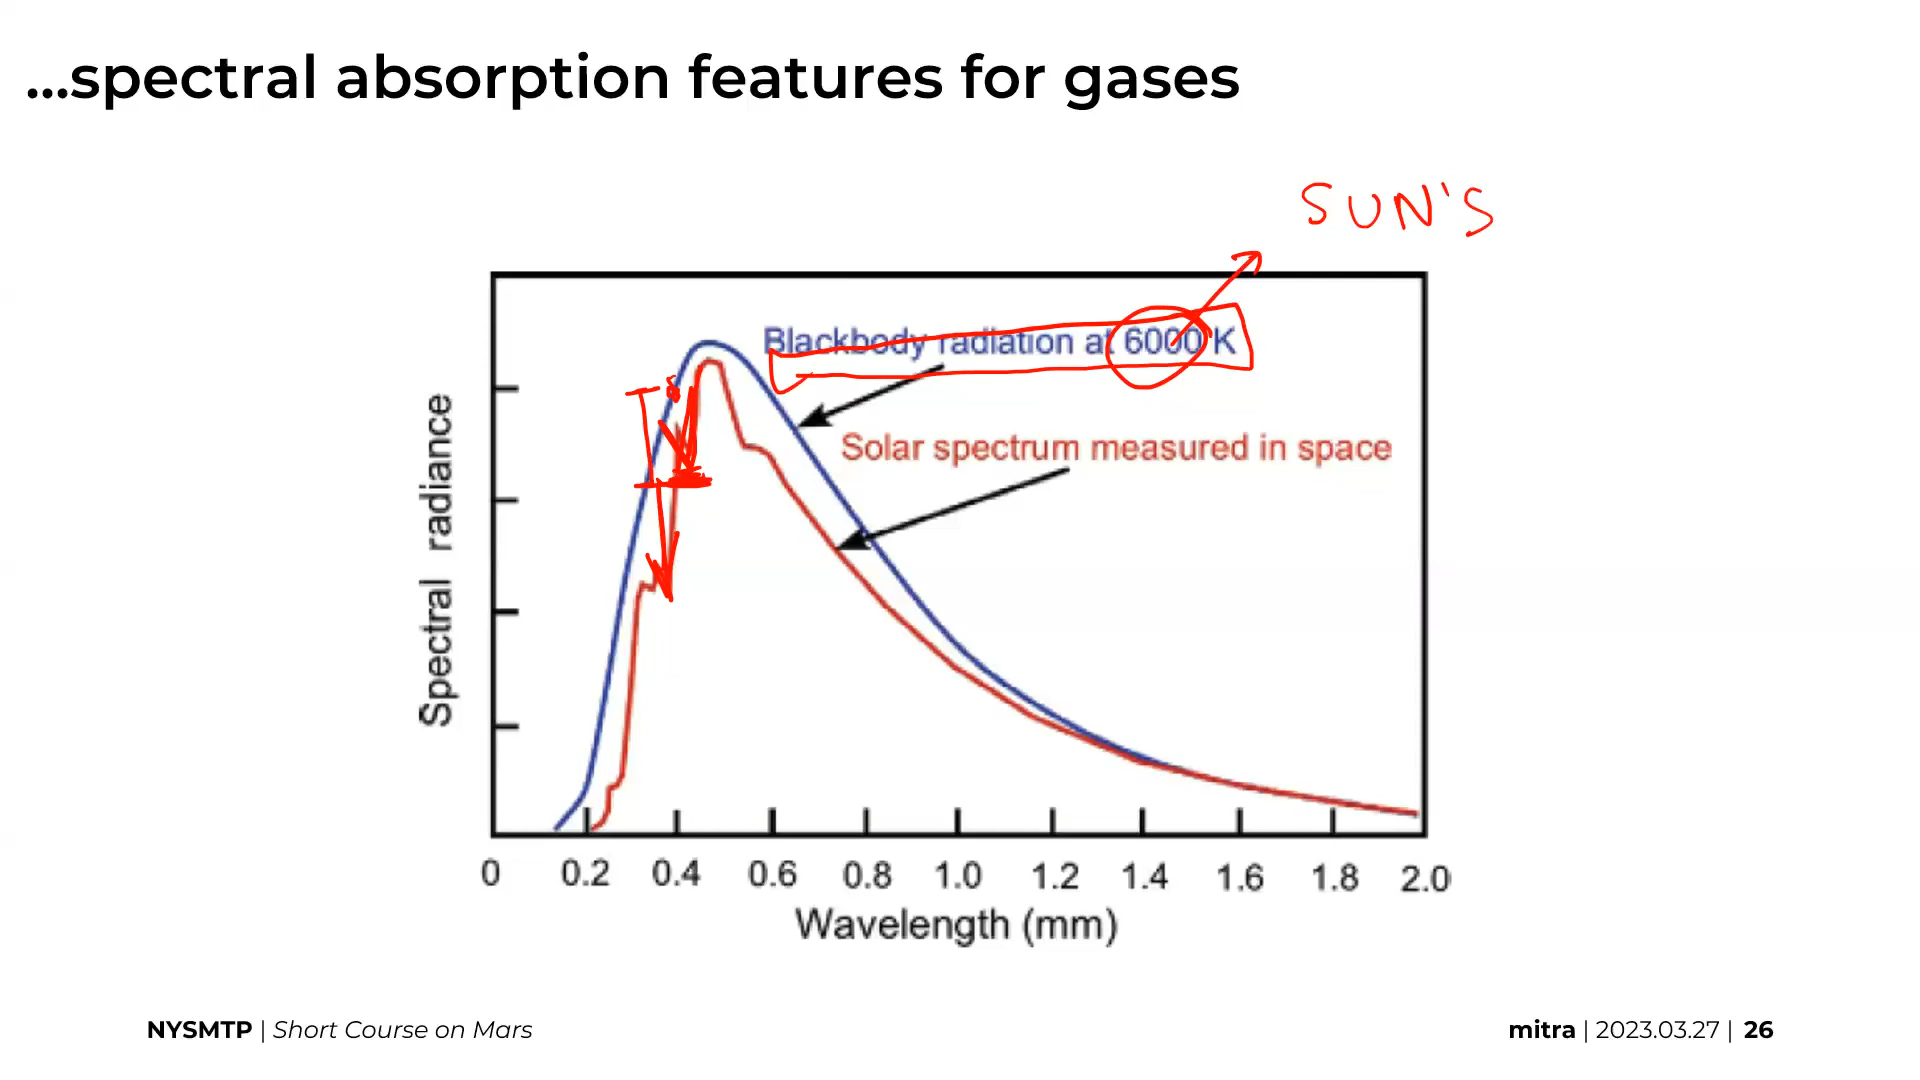 ...spectral absorption features for gases
SUN'S
Blackbody radiation at 6000 K
Solar spectrum measured in space
Spectral radiance
0 0.2 0.4 0.6 0.8 1.0 1.2 1.4 1.6 1.8 2.0
Wavelength (mm)
NYSMTP | Short Course on Mars
mitra | 2023.03.27 | 26